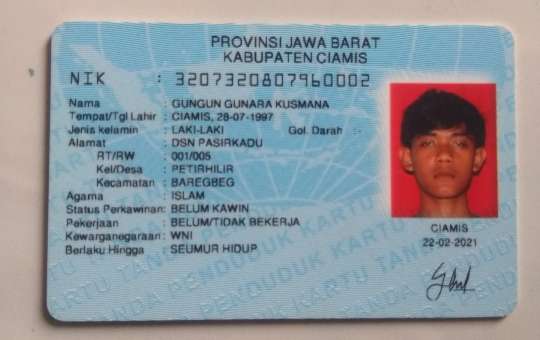 PROVINSI JAWA BARAT
KABUPATEN CIAMIS
NIK : 3207320807960002
Nama : GUNGUN GUNARA KUSMANA
Tempat/Tgl Lahir : CIAMIS, 28-07-1997
Jenis kelamin : LAKI-LAKI Gol. Darah :-
Alamat : DSN PASIRKADU
RT/RW : 001/005
Kel/Desa : PETIRHILIR
Kecamatan : BAREGBEG
Agama : ISLAM
Status Perkawinan: BELUM KAWIN
Pekerjaan : BELUM/TIDAK BEKERJA
Kewarganegaraan: WNI
Berlaku Hingga : SEUMUR HIDUP
CIAMIS
22-02-2021
KARTU TANDA PENDUDUK KARTU TANDA PENDUDUK